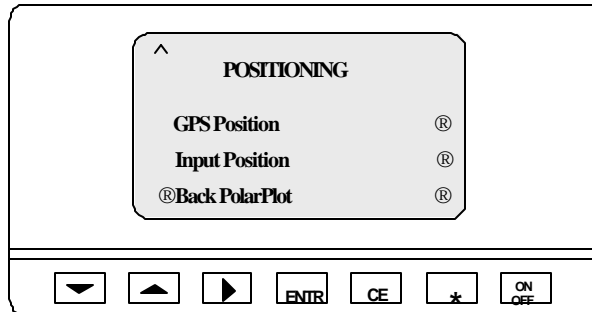 ^
POSITIONING
GPS Position ®
Input Position ®
®Back PolarPlot ®
ENTR CE * ON OFF